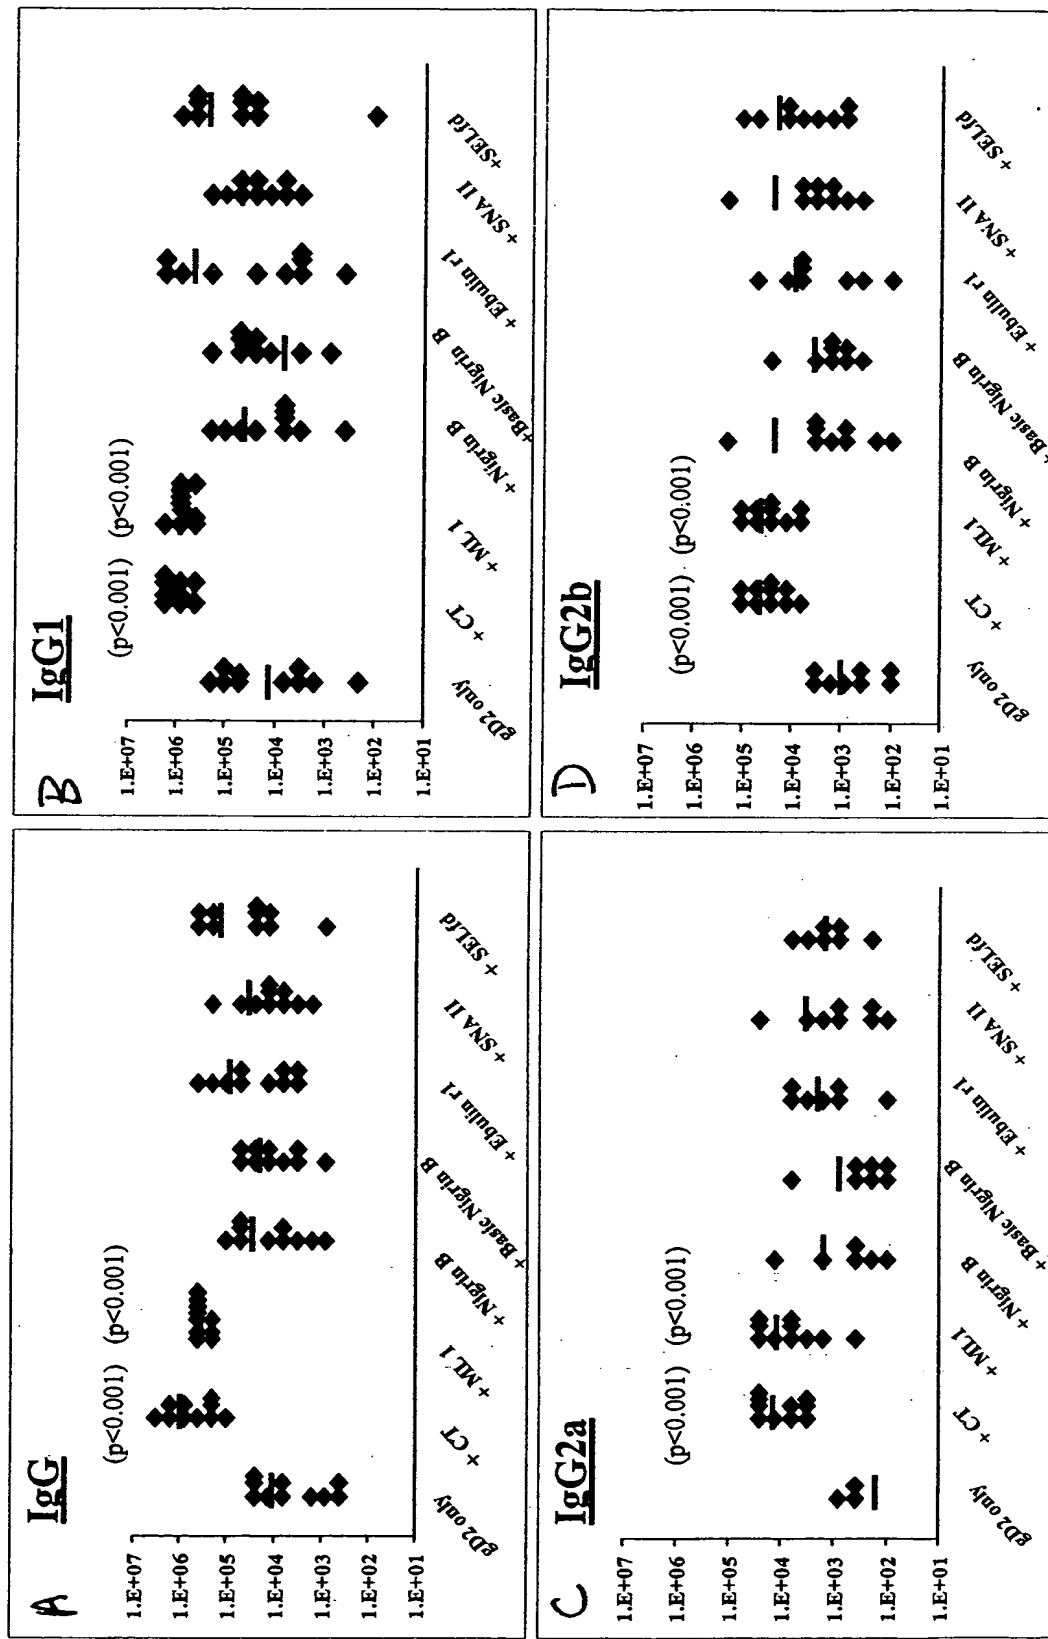 A
IgG
(p<0.001) (p<0.001)
1.E+07
1.E+06
1.E+05
1.E+04
1.E+03
1.E+02
1.E+01
gD2 only
+ CT
+ ML I
+ Nigrin B
+ Basic Nigrin B
+ Ebulin r1
+ SNA II
+ SELfd
B
IgG1
(p<0.001) (p<0.001)
1.E+07
1.E+06
1.E+05
1.E+04
1.E+03
1.E+02
1.E+01
gD2 only
+ CT
+ ML I
+ Nigrin B
+Basic Nigrin B
+ Ebulin r1
+ SNA II
+SELfd
C
IgG2a
(p<0.001) (p<0.001)
1.E+07
1.E+06
1.E+05
1.E+04
1.E+03
1.E+02
1.E+01
gD2 only
+ CT
+ ML1
+ Nigrin B
+ Basic Nigrin B
+ Ebulin r1
+ SNA II
+ SELfd
D
IgG2b
(p<0.001) (p<0.001)
1.E+07
1.E+06
1.E+05
1.E+04
1.E+03
1.E+02
1.E+01
gD2 only
+ CT
+ ML1
+ Nigrin B
+ Basic Nigrin B
+ Ebulin r1
+ SNA II
+ SELfd